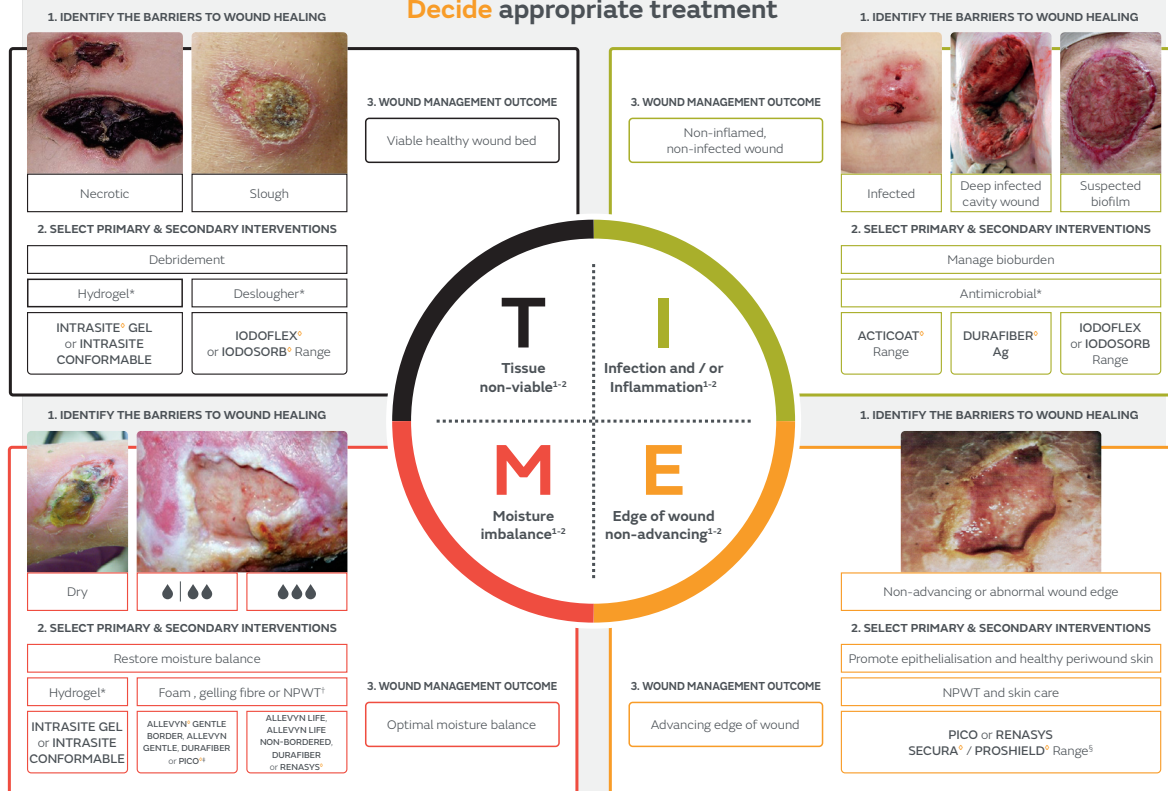 Decide appropriate treatment
1. IDENTIFY THE BARRIERS TO WOUND HEALING
Necrotic
Slough
2. SELECT PRIMARY & SECONDARY INTERVENTIONS
Debridement
Hydrogel*
Deslougher*
INTRASITE◊ GEL
or INTRASITE
CONFORMABLE
IODOFLEX◊
or IODOSORB◊ Range
3. WOUND MANAGEMENT OUTCOME
Viable healthy wound bed
3. WOUND MANAGEMENT OUTCOME
Non-inflamed,
non-infected wound
1. IDENTIFY THE BARRIERS TO WOUND HEALING
Infected
Deep infected
cavity wound
Suspected
biofilm
2. SELECT PRIMARY & SECONDARY INTERVENTIONS
Manage bioburden
Antimicrobial*
ACTICOAT◊
Range
DURAFIBER◊
Ag
IODOFLEX
or IODOSORB
Range
T
Tissue
non-viable¹⁻²
I
Infection and / or
Inflammation¹⁻²
M
Moisture
imbalance¹⁻²
E
Edge of wound
non-advancing¹⁻²
1. IDENTIFY THE BARRIERS TO WOUND HEALING
Dry
2. SELECT PRIMARY & SECONDARY INTERVENTIONS
Restore moisture balance
Hydrogel*
Foam , gelling fibre or NPWT†
INTRASITE GEL
or INTRASITE
CONFORMABLE
ALLEVYN◊ GENTLE
BORDER, ALLEVYN
GENTLE, DURAFIBER
or PICO◊‡
ALLEVYN LIFE,
ALLEVYN LIFE
NON-BORDERED,
DURAFIBER
or RENASYS◊
3. WOUND MANAGEMENT OUTCOME
Optimal moisture balance
3. WOUND MANAGEMENT OUTCOME
Advancing edge of wound
1. IDENTIFY THE BARRIERS TO WOUND HEALING
Non-advancing or abnormal wound edge
2. SELECT PRIMARY & SECONDARY INTERVENTIONS
Promote epithelialisation and healthy periwound skin
NPWT and skin care
PICO or RENASYS
SECURA◊ / PROSHIELD◊ Range§